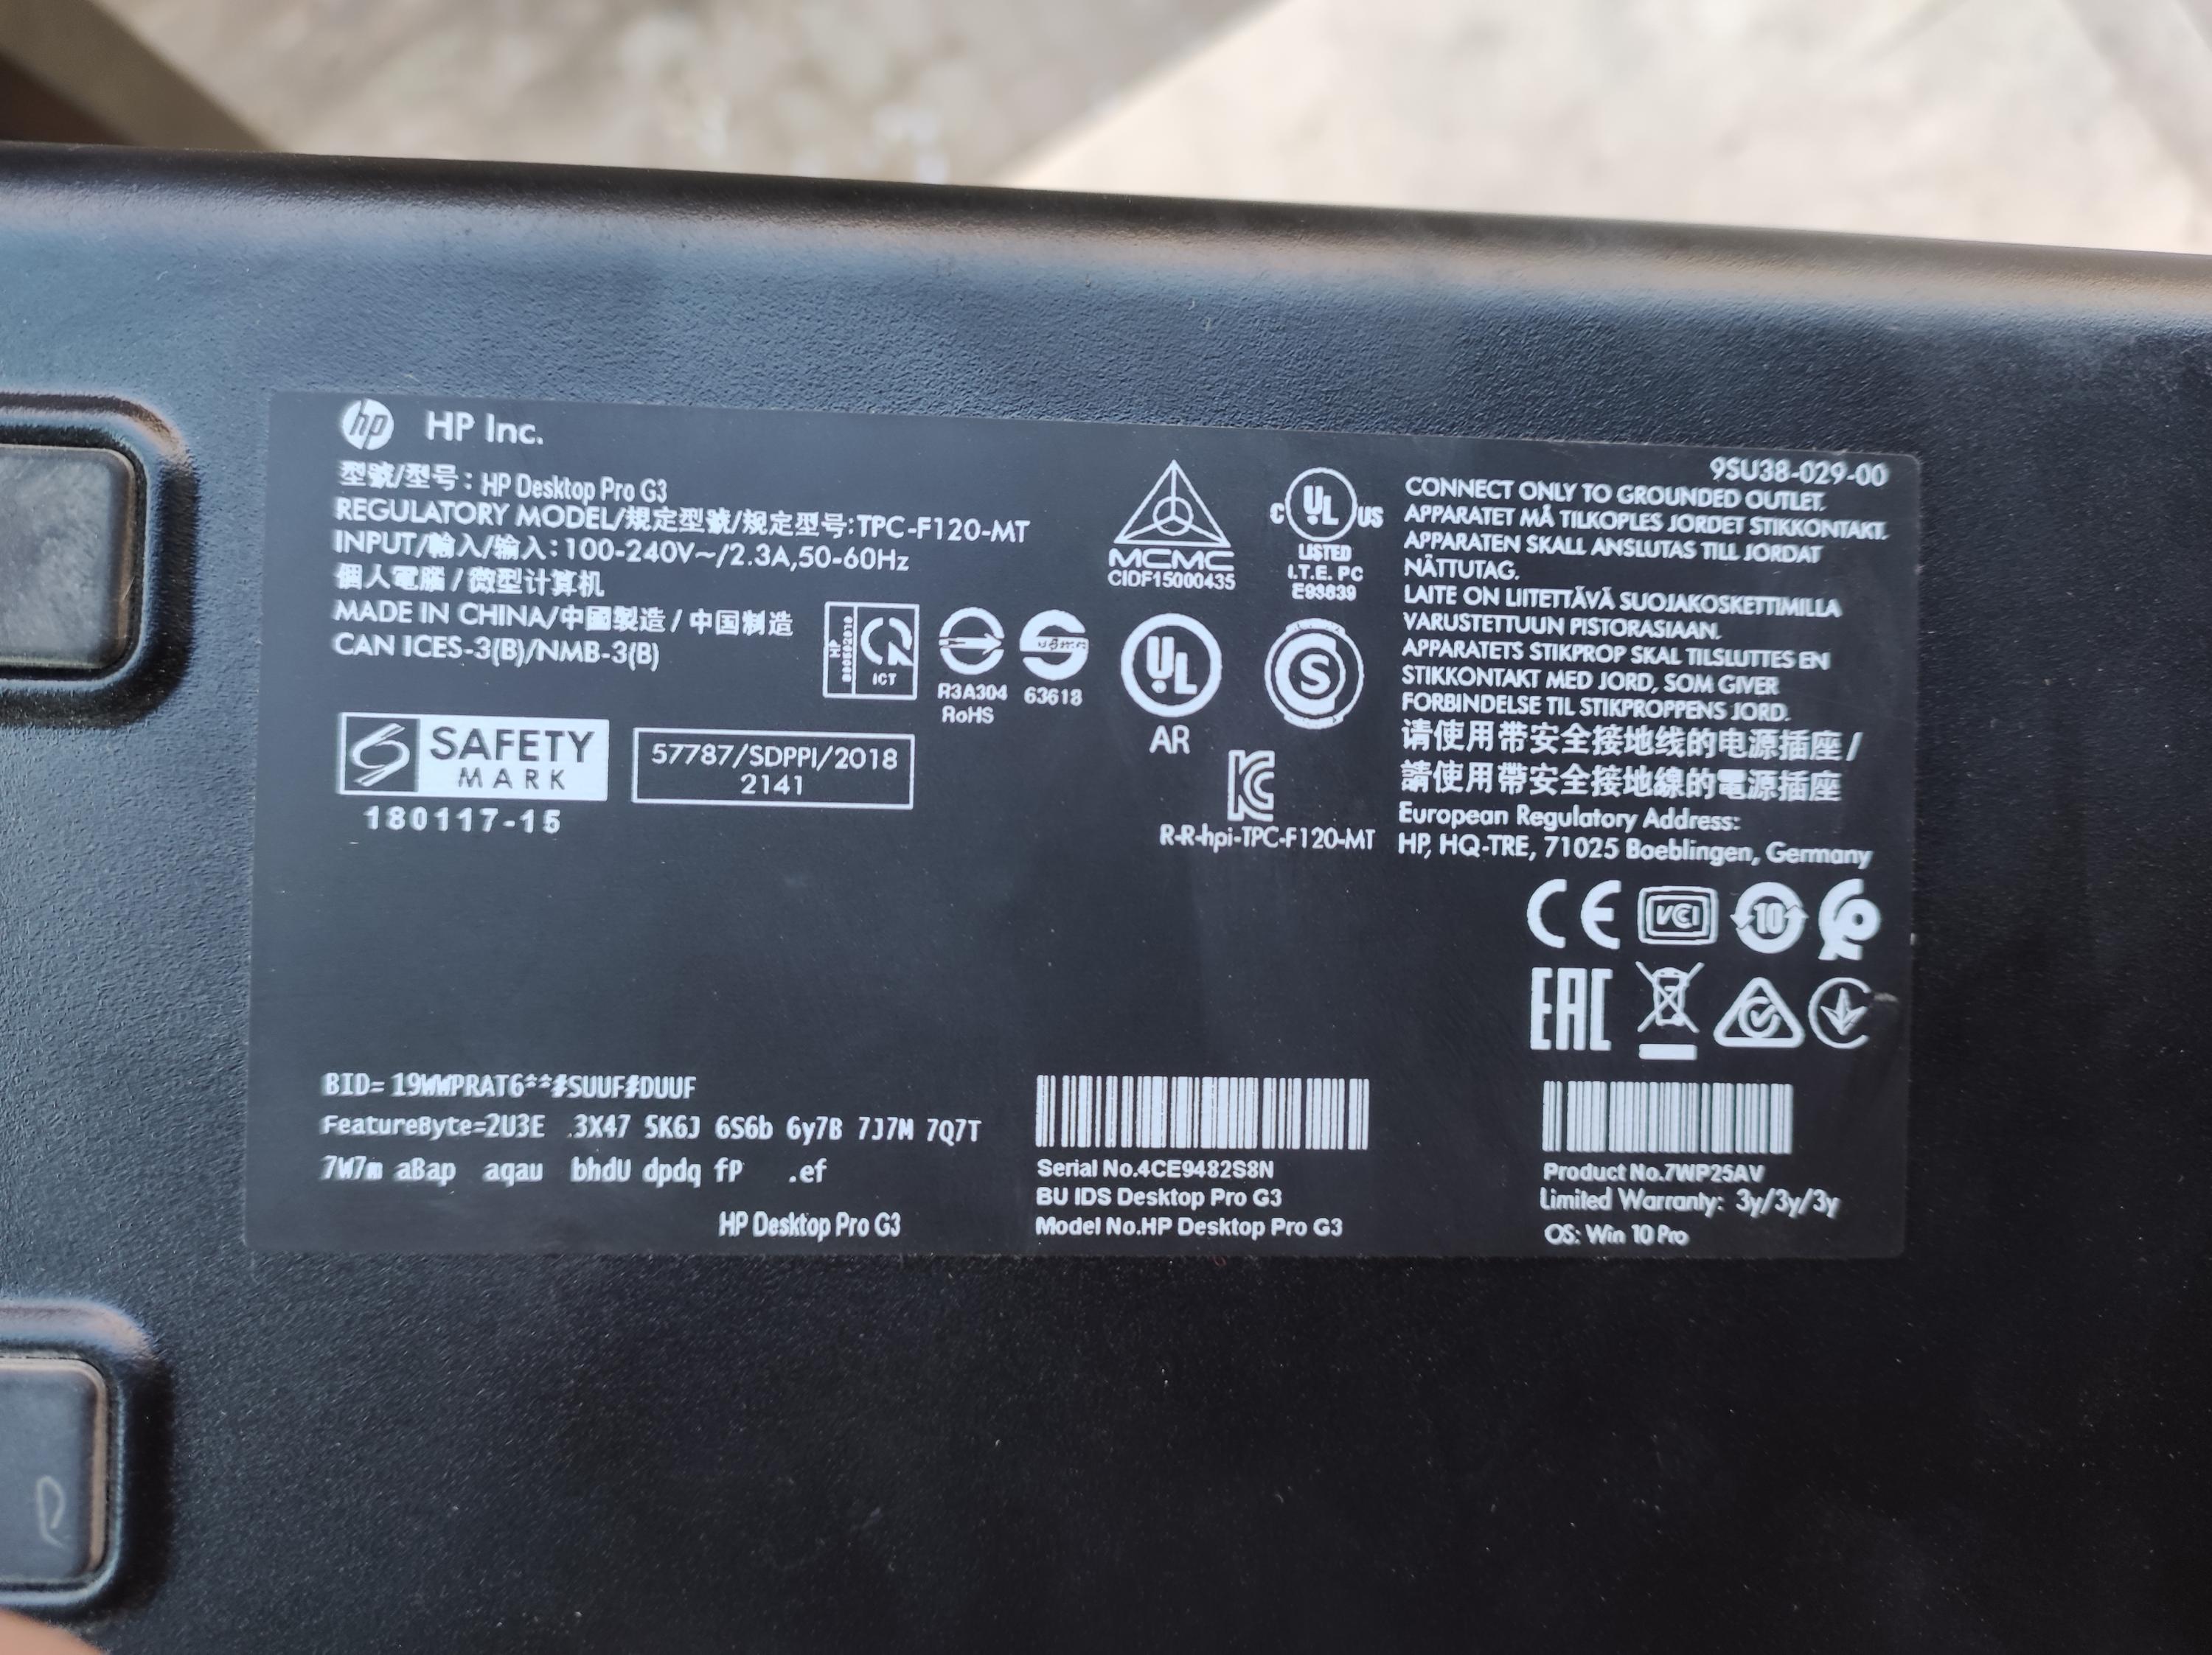 hp HP Inc.
型號/型号: HP Desktop Pro G3
REGULATORY MODEL/規定型號/规定型号:TPC-F120-MT
INPUT/輸入/输入:100-240V~/2.3A,50-60Hz
個人電腦 / 微型计算机
MADE IN CHINA/中國製造 / 中国制造
CAN ICES-3(B)/NMB-3(B)
ICT
R3A304
RoHS
63618
MCMC
CIDF15000435
C UL US
LISTED
I.T.E. PC
E93839
UL
AR
S
SAFETY
MARK
180117-15
57787/SDPPI/2018
2141
R-R-hpi-TPC-F120-MT
9SU38-029-00
CONNECT ONLY TO GROUNDED OUTLET.
APPARATET MÅ TILKOPLES JORDET STIKKONTAKT.
APPARATEN SKALL ANSLUTAS TILL JORDAT
NÄTTUTAG.
LAITE ON LIITETTÄVÄ SUOJAKOSKETTIMILLA
VARUSTETTUUN PISTORASIAAN.
APPARATETS STIKPROP SKAL TILSLUTTES EN
STIKKONTAKT MED JORD, SOM GIVER
FORBINDELSE TIL STIKPROPPENS JORD.
请使用带安全接地线的电源插座/
請使用帶安全接地線的電源插座
European Regulatory Address:
HP, HQ-TRE, 71025 Boeblingen, Germany
CE VCI 10
EAC
BID= 19WWPRAT6**#SUUF#DUUF
FeatureByte=2U3E .3X47 5K6J 6S6b 6y7B 7J7M 7Q7T
7W7m aBap aqau bhdU dpdq fP .ef
HP Desktop Pro G3
Serial No.4CE9482S8N
BU IDS Desktop Pro G3
Model No.HP Desktop Pro G3
Product No.7WP25AV
Limited Warranty: 3y/3y/3y
OS: Win 10 Pro